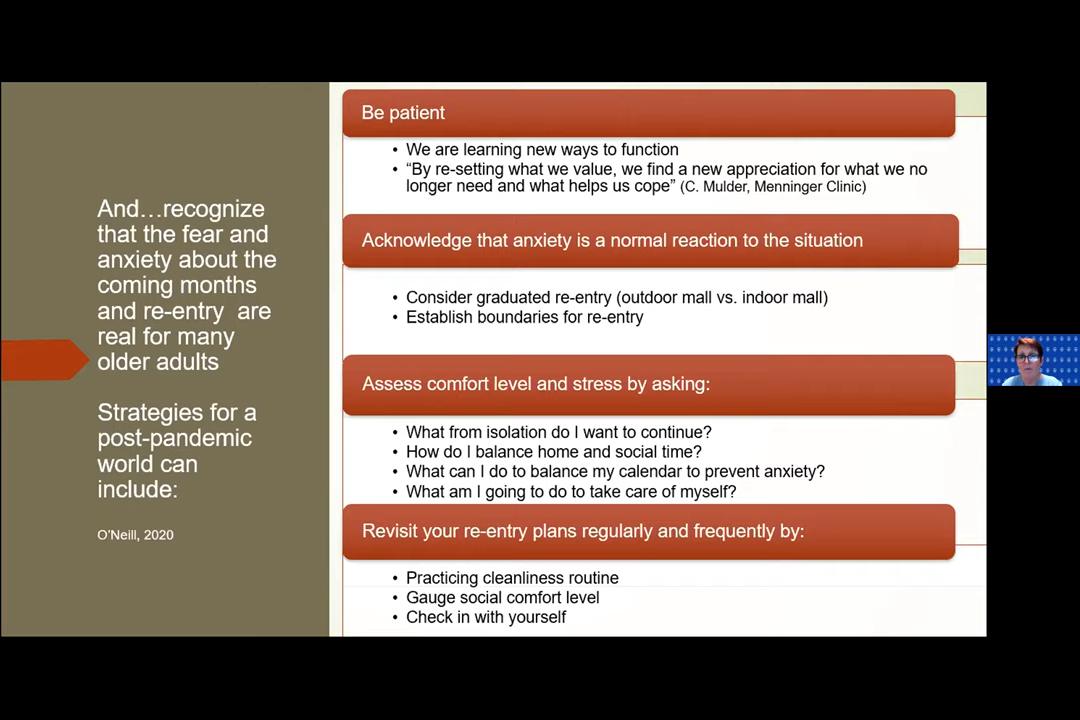 And…recognize
that the fear and
anxiety about the
coming months
and re-entry  are
real for many
older adults
Strategies for a
post-pandemic
world can
include:
O'Neill, 2020
Be patient
• We are learning new ways to function
• “By re-setting what we value, we find a new appreciation for what we no
longer need and what helps us cope” (C. Mulder, Menninger Clinic)
Acknowledge that anxiety is a normal reaction to the situation
• Consider graduated re-entry (outdoor mall vs. indoor mall)
• Establish boundaries for re-entry
Assess comfort level and stress by asking:
• What from isolation do I want to continue?
• How do I balance home and social time?
• What can I do to balance my calendar to prevent anxiety?
• What am I going to do to take care of myself?
Revisit your re-entry plans regularly and frequently by:
• Practicing cleanliness routine
• Gauge social comfort level
• Check in with yourself